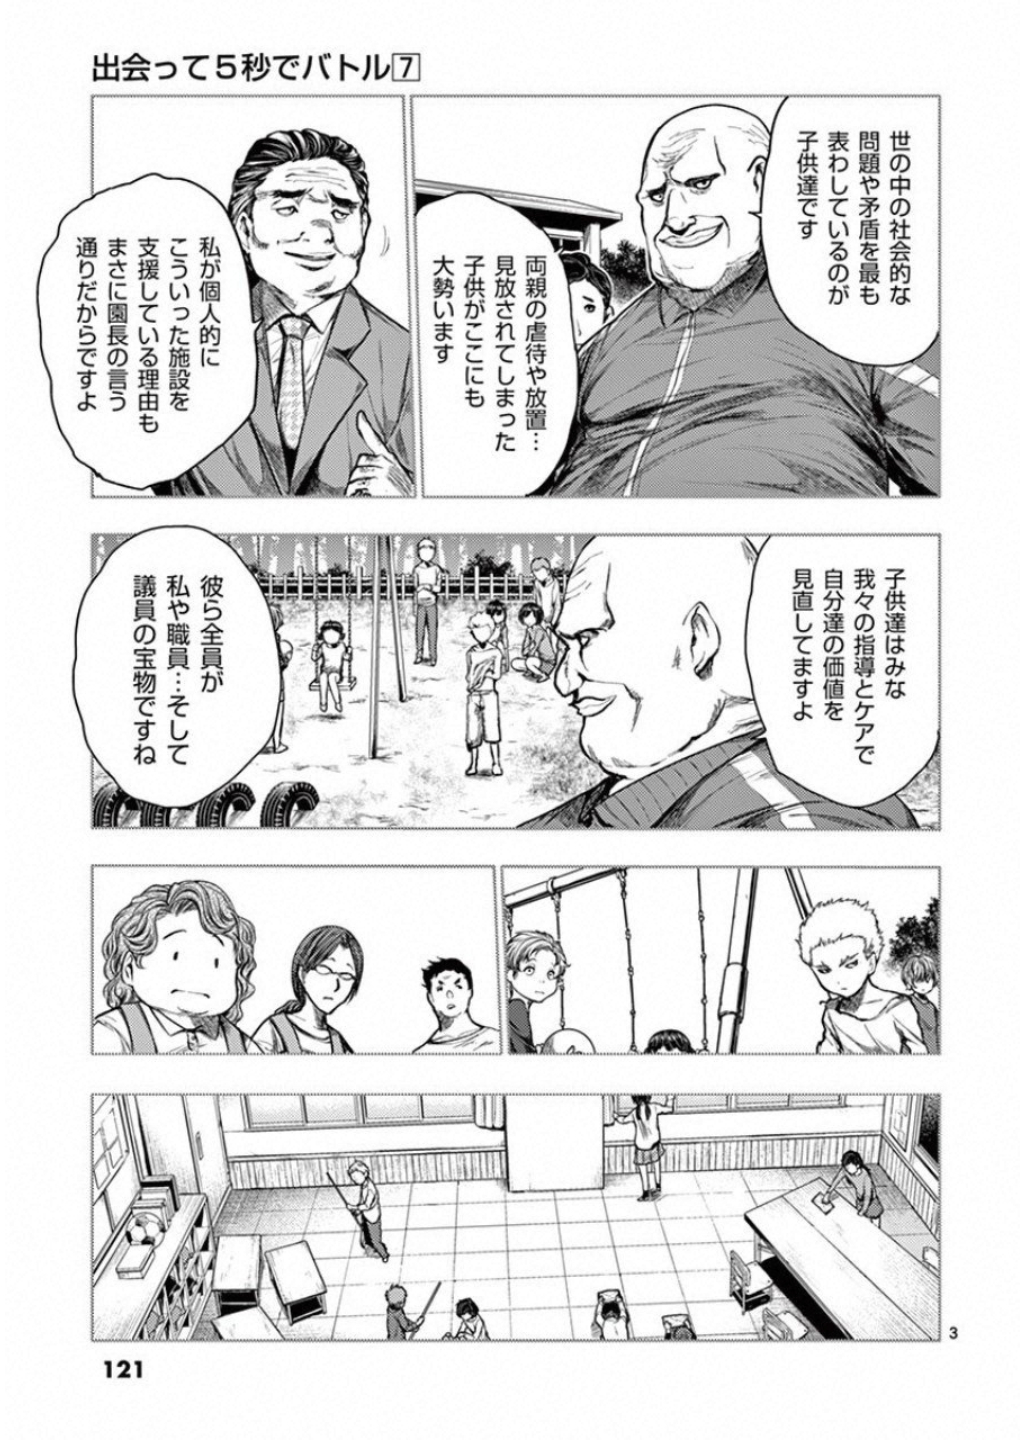 出会って5秒でバトル7
世の中の社会的な
問題や矛盾を最も
表わしているのが
子供達です
両親の虐待や放置…
見放されてしまった
子供がここにも
大勢います
私が個人的に
こういった施設を
支援している理由も
まさに園長の言う
通りだからですよ
子供達はみな
我々の指導とケアで
自分達の価値を
見直してますよ
彼ら全員が
私や職員…そして
議員の宝物ですね
3
121